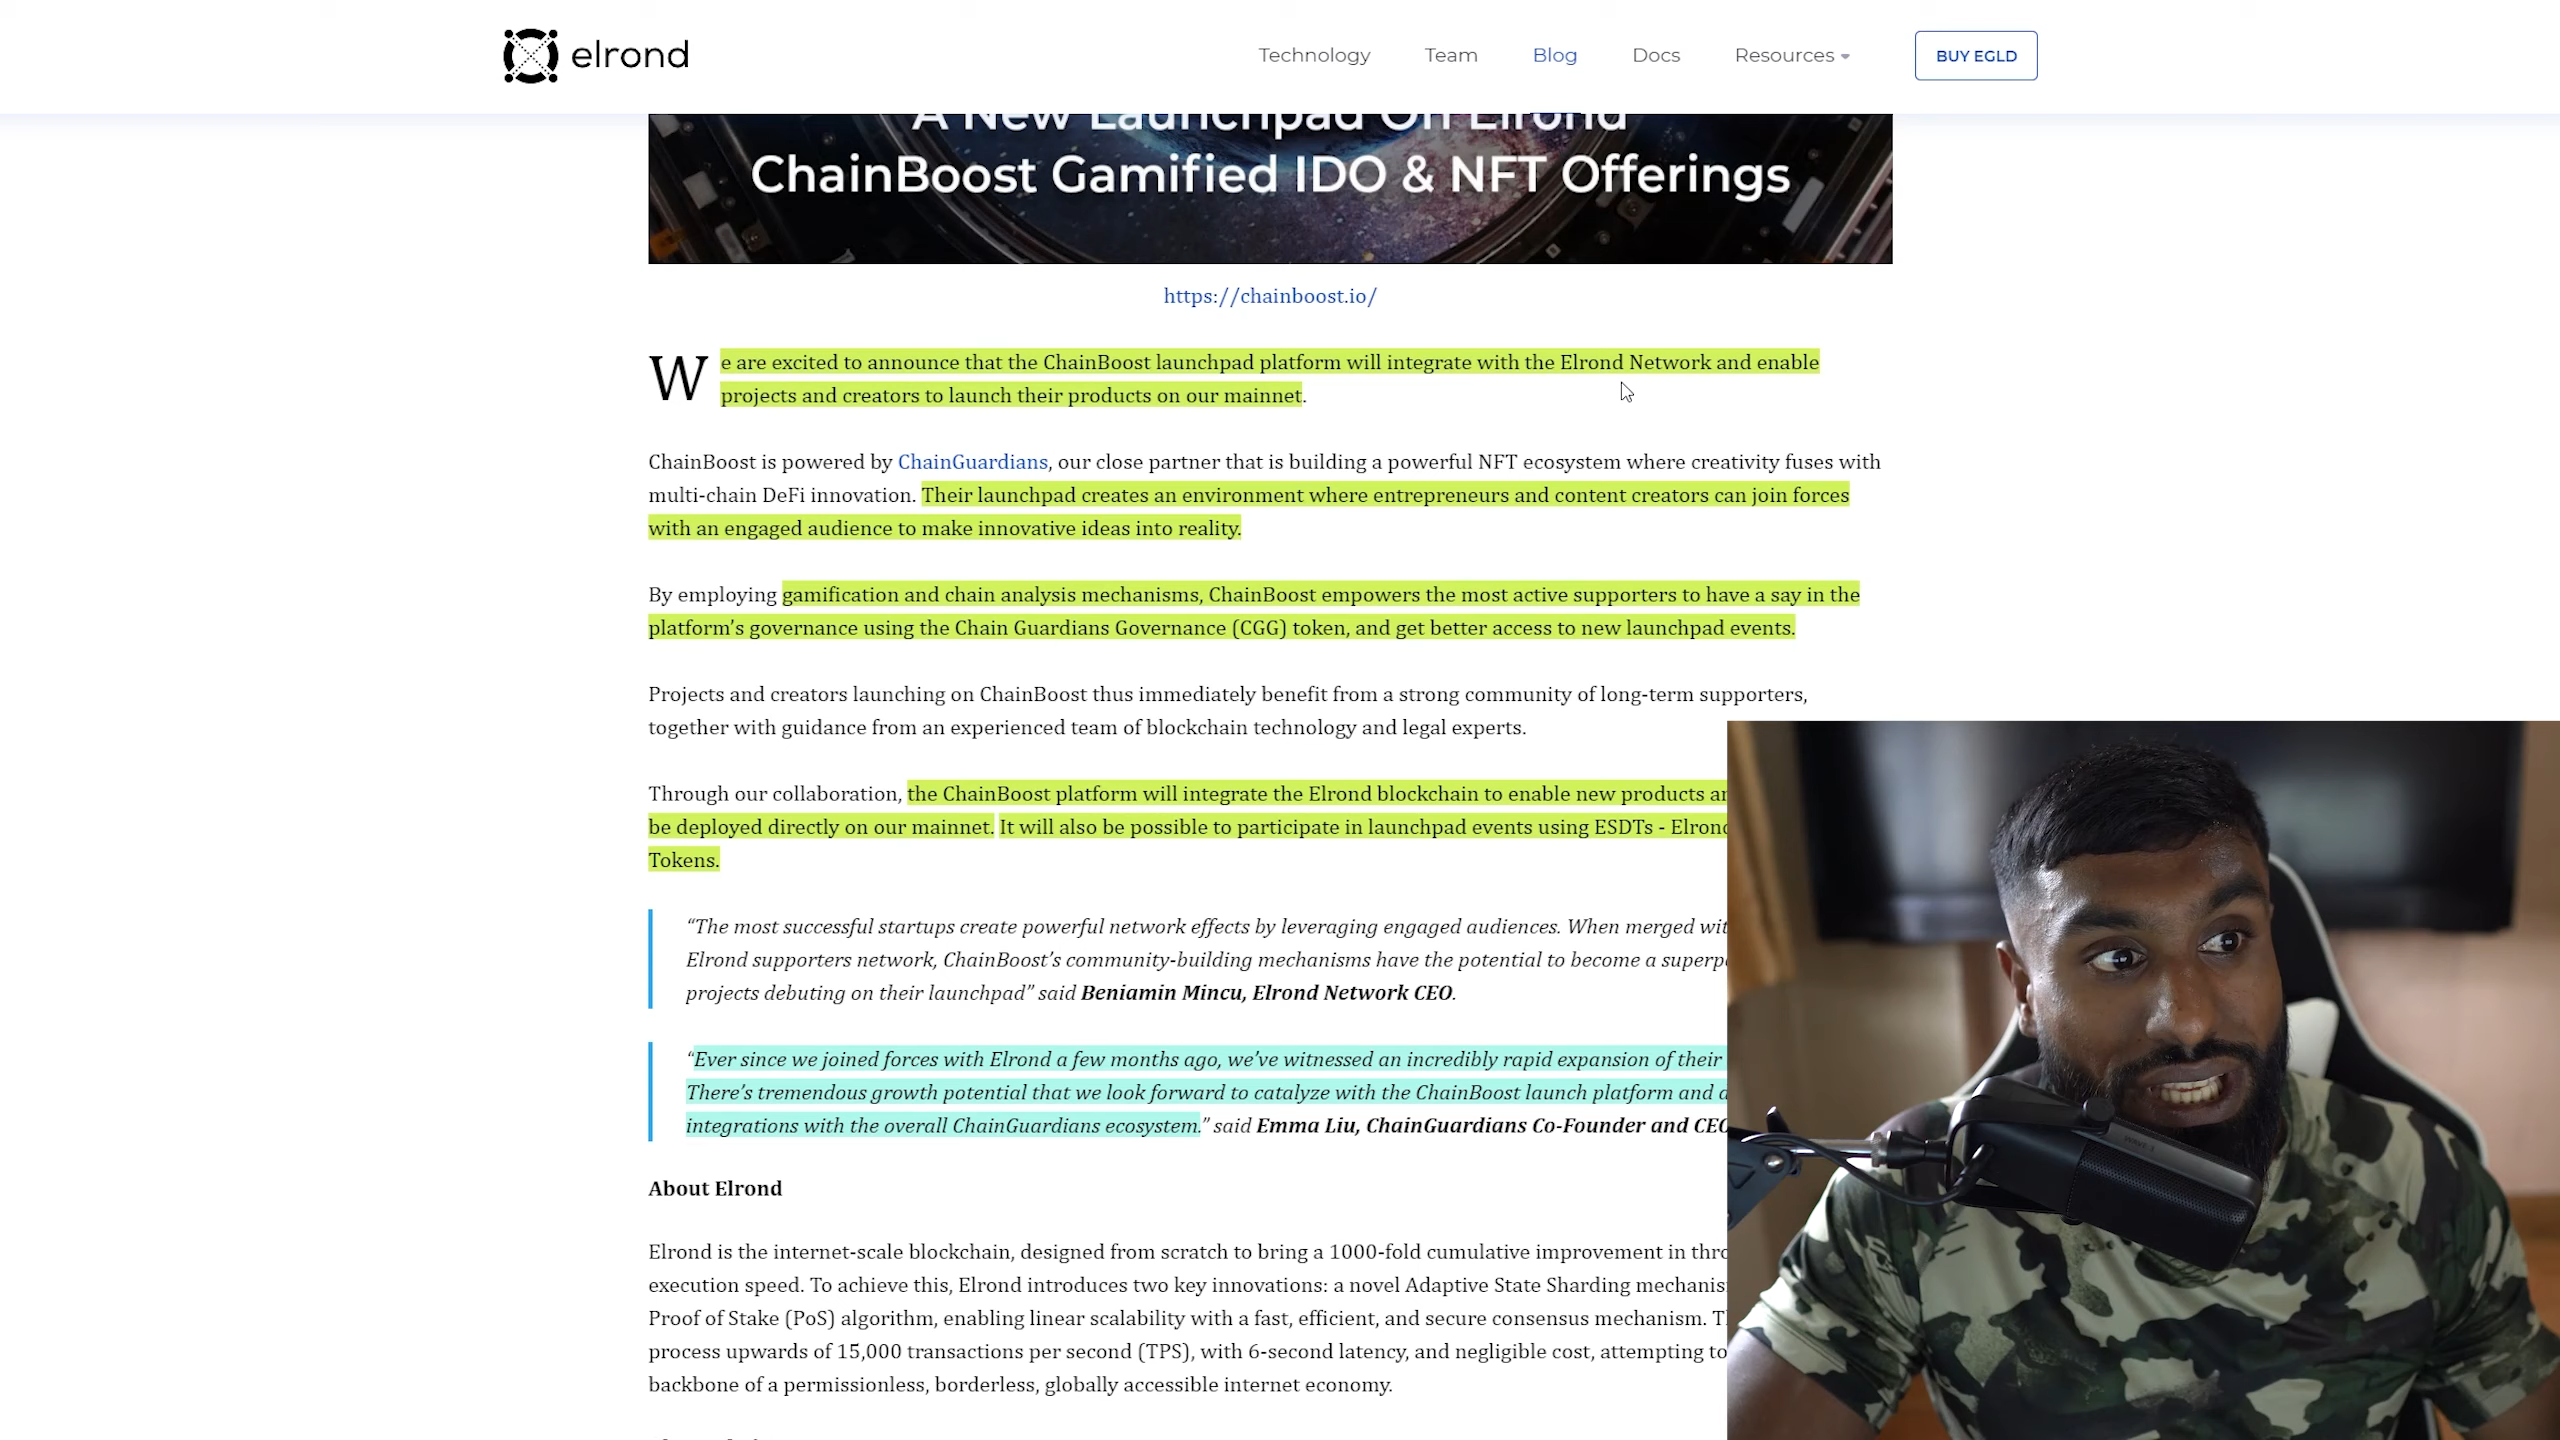 elrond
Technology Team Blog Docs Resources BUY EGLD
A New Launchpad On Elrond
ChainBoost Gamified IDO & NFT Offerings
https://chainboost.io/
We are excited to announce that the ChainBoost launchpad platform will integrate with the Elrond Network and enable
projects and creators to launch their products on our mainnet.
ChainBoost is powered by ChainGuardians, our close partner that is building a powerful NFT ecosystem where creativity fuses with
multi-chain DeFi innovation. Their launchpad creates an environment where entrepreneurs and content creators can join forces
with an engaged audience to make innovative ideas into reality.
By employing gamification and chain analysis mechanisms, ChainBoost empowers the most active supporters to have a say in the
platform’s governance using the Chain Guardians Governance (CGG) token, and get better access to new launchpad events.
Projects and creators launching on ChainBoost thus immediately benefit from a strong community of long-term supporters,
together with guidance from an experienced team of blockchain technology and legal experts.
Through our collaboration, the ChainBoost platform will integrate the Elrond blockchain to enable new products
be deployed directly on our mainnet. It will also be possible to participate in launchpad events using ESDTs - Elrond
Tokens.
“The most successful startups create powerful network effects by leveraging engaged audiences. When merged
Elrond supporters network, ChainBoost’s community-building mechanisms have the potential to become a
projects debuting on their launchpad” said Beniamin Mincu, Elrond Network CEO.
“Ever since we joined forces with Elrond a few months ago, we’ve witnessed an incredibly rapid expansion of their
There’s tremendous growth potential that we look forward to catalyze with the ChainBoost launch platform and
integrations with the overall ChainGuardians ecosystem.” said Emma Liu, ChainGuardians Co-Founder and CEO
About Elrond
Elrond is the internet-scale blockchain, designed from scratch to bring a 1000-fold cumulative improvement in
execution speed. To achieve this, Elrond introduces two key innovations: a novel Adaptive State Sharding
Proof of Stake (PoS) algorithm, enabling linear scalability with a fast, efficient, and secure consensus mechanism.
process upwards of 15,000 transactions per second (TPS), with 6-second latency, and negligible cost, attempting to
backbone of a permissionless, borderless, globally accessible internet economy.